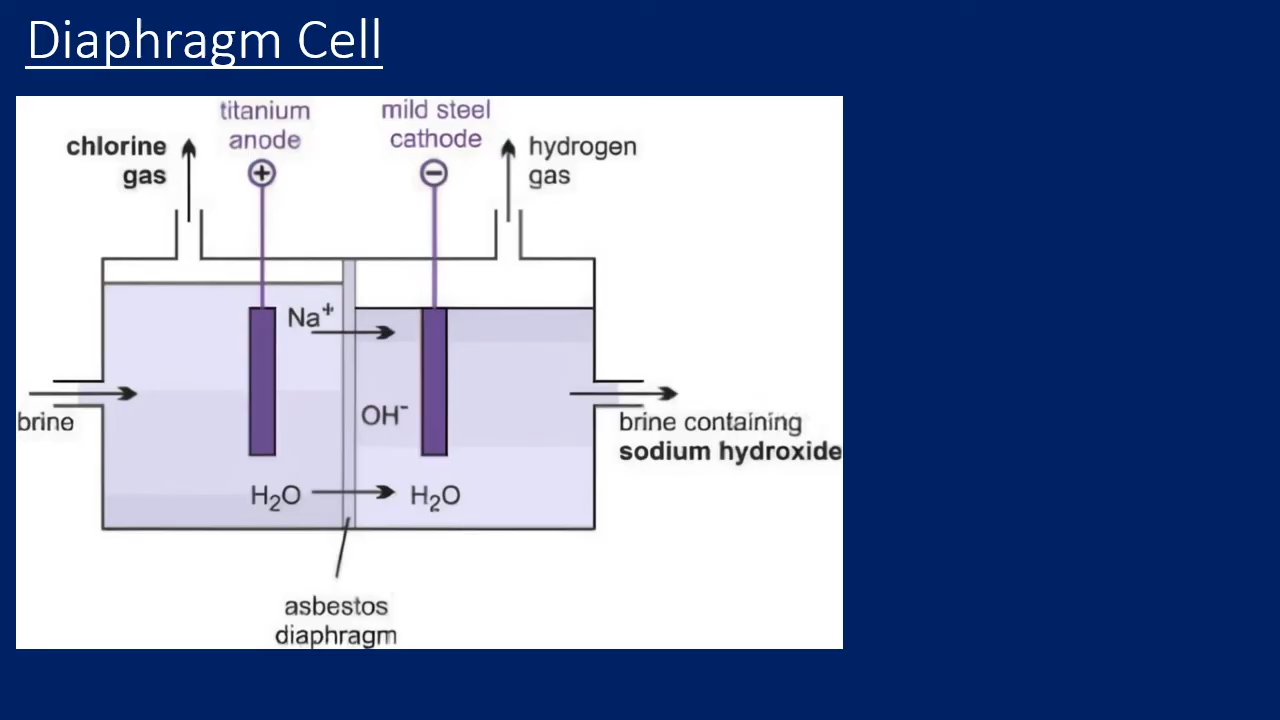 Diaphragm Cell
titanium
anode
mild steel
cathode
chlorine
gas
hydrogen
gas
+
−
Na⁺
brine
OH⁻
brine containing
sodium hydroxide
H₂O
H₂O
asbestos
diaphragm